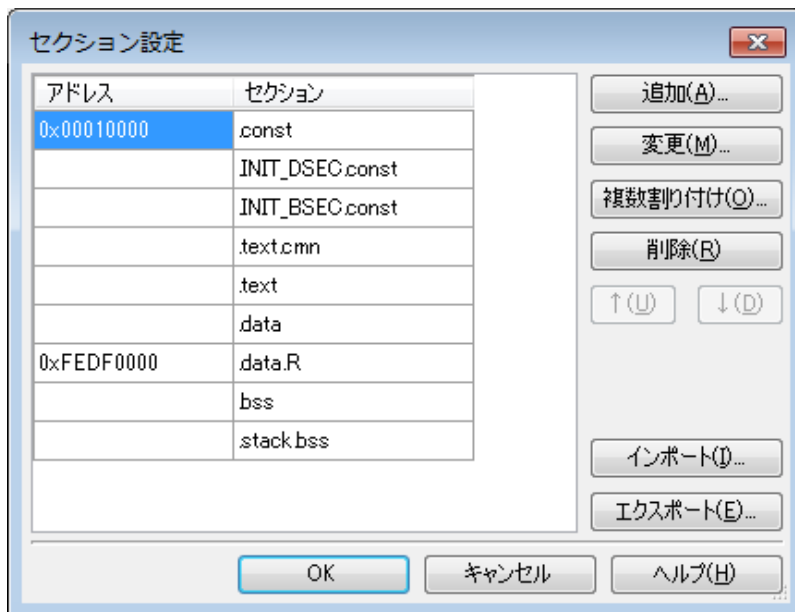 セクション設定
アドレス セクション
0x00010000 .const
.INIT_DSEC.const
.INIT_BSEC.const
.text.cmn
.text
.data
0xFEDF0000 .data.R
.bss
.stack.bss
追加(A)...
変更(M)...
複数割り付け(O)...
削除(R)
↑(U) ↓(D)
インポート(I)...
エクスポート(E)...
OK キャンセル ヘルプ(H)